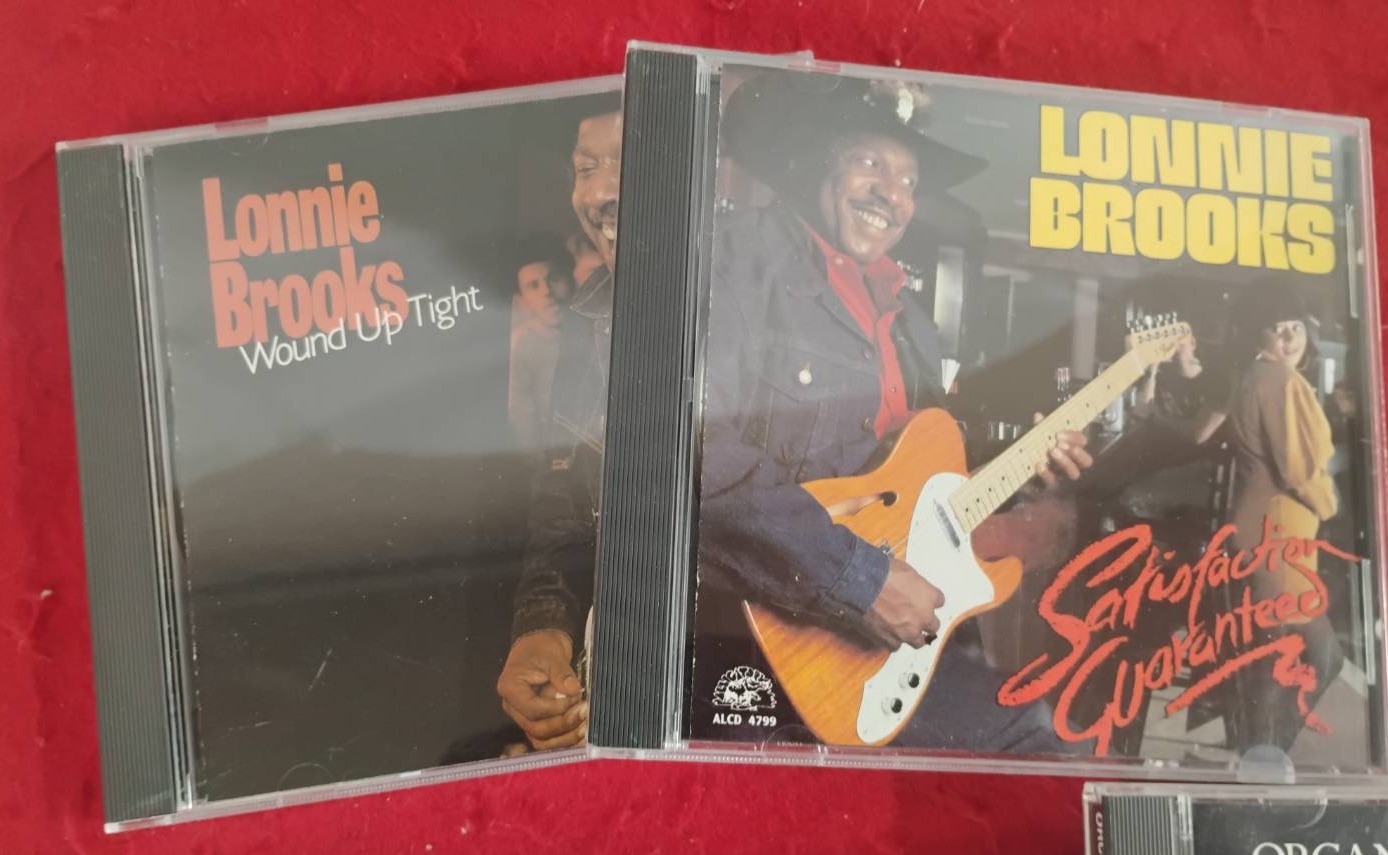 Lonnie
Brooks
Wound Up Tight
LONNIE
BROOKS
Satisfaction
Guaranteed
ALCD 4799